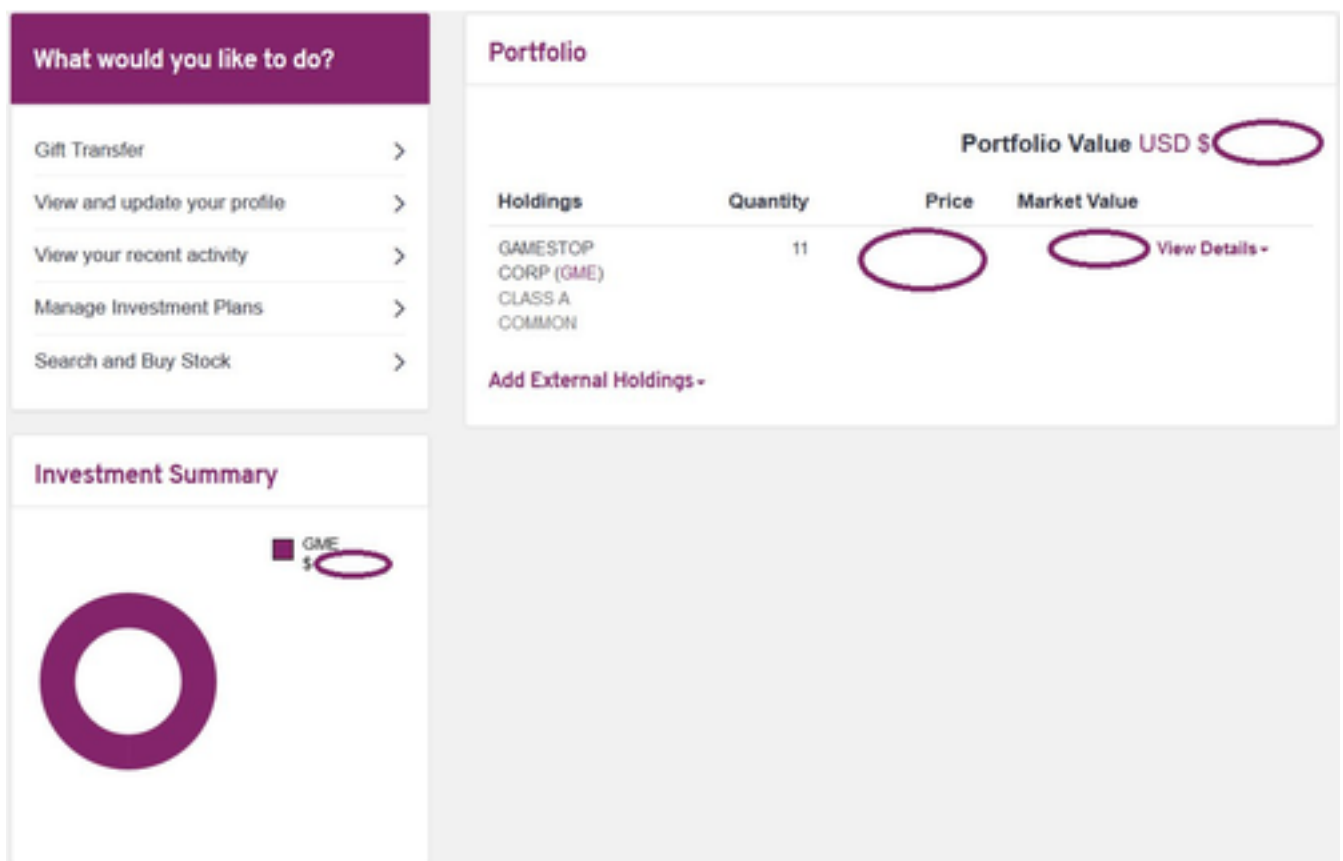 What would you like to do?
Gift Transfer
View and update your profile
View your recent activity
Manage Investment Plans
Search and Buy Stock
Portfolio
Portfolio Value USD $
Holdings Quantity Price Market Value
GAMESTOP 11 View Details
CORP (GME)
CLASS A
COMMON
Add External Holdings
Investment Summary
GME
$